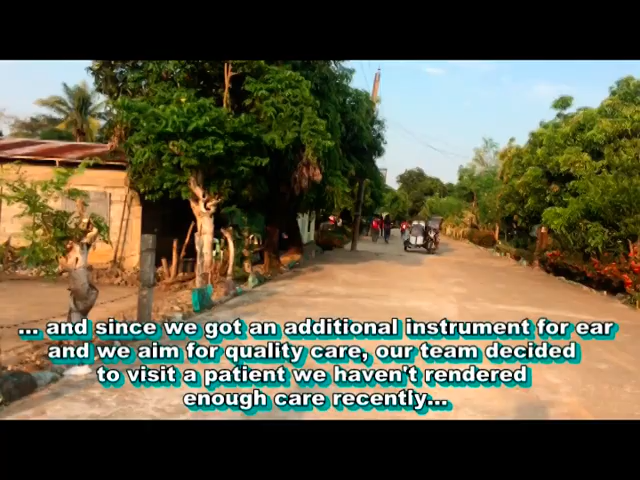 ... and since we got an additional instrument for ear
and we aim for quality care, our team decided
to visit a patient we haven't rendered
enough care recently...